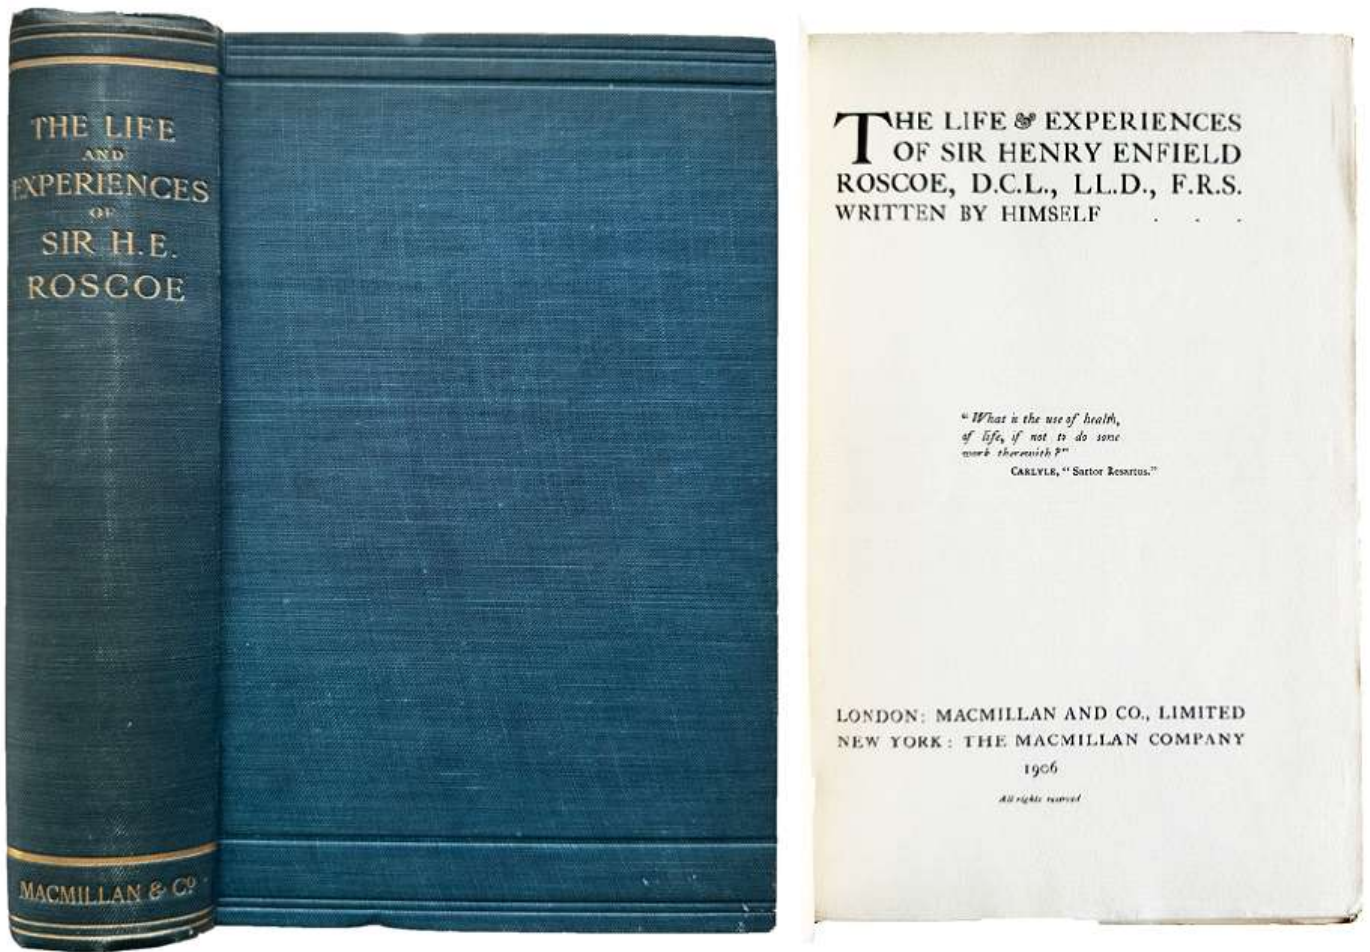 THE LIFE
AND
EXPERIENCES
OF
SIR H.E.
ROSCOE
MACMILLAN & Cº
THE LIFE & EXPERIENCES
OF SIR HENRY ENFIELD
ROSCOE, D.C.L., LL.D., F.R.S.
WRITTEN BY HIMSELF . . .
"What is the use of health,
of life, if not to do some
work therewith?"
CARLYLE, "Sartor Resartus."
LONDON: MACMILLAN AND CO., LIMITED
NEW YORK: THE MACMILLAN COMPANY
1906
All rights reserved